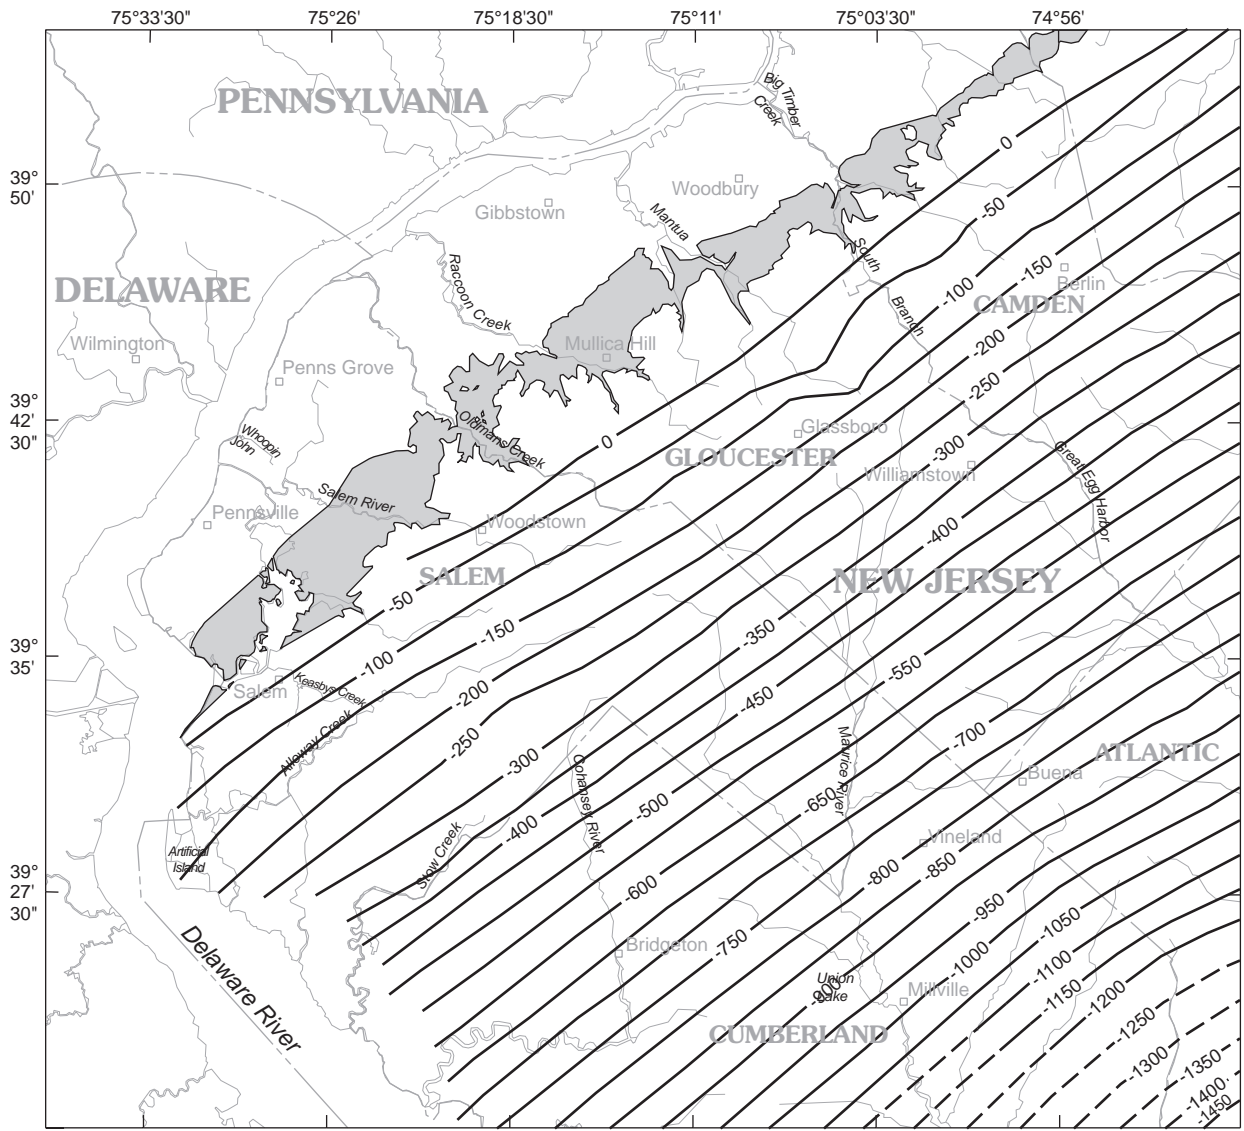 75°33'30"
75°26'
75°18'30"
75°11'
75°03'30"
74°56'
PENNSYLVANIA
Big Timber
Creek
0
39°
50'
Woodbury
Gibbstown
Mantua
-50
South
Raccoon Creek
-150
Berlin
DELAWARE
-100
CAMDEN
Branch
Wilmington
Mullica Hill
-200
Penns Grove
-250
39°
42'
30"
Oldmans Creek
Glassboro
0
Whoopin
John
GLOUCESTER
-300
Williamstown
Great Egg Harbor
Salem River
Pennsville
Woodstown
-400
SALEM
NEW JERSEY
-50
-150
-350
39°
35'
-100
-550
Salem
Keasbys Creek
-200
-450
Alloway Creek
-250
-700
ATLANTIC
-300
Maurice River
Buena
Cohansey River
-500
-650
-400
Vineland
Stow Creek
Artificial
Island
39°
27'
30"
-800
-850
-600
-950
-1050
Delaware River
-750
Bridgeton
-1000
-1100
Union
Lake
-900
Millville
-1150
-1200
-1250
CUMBERLAND
-1300
-1350
-1400
-1450